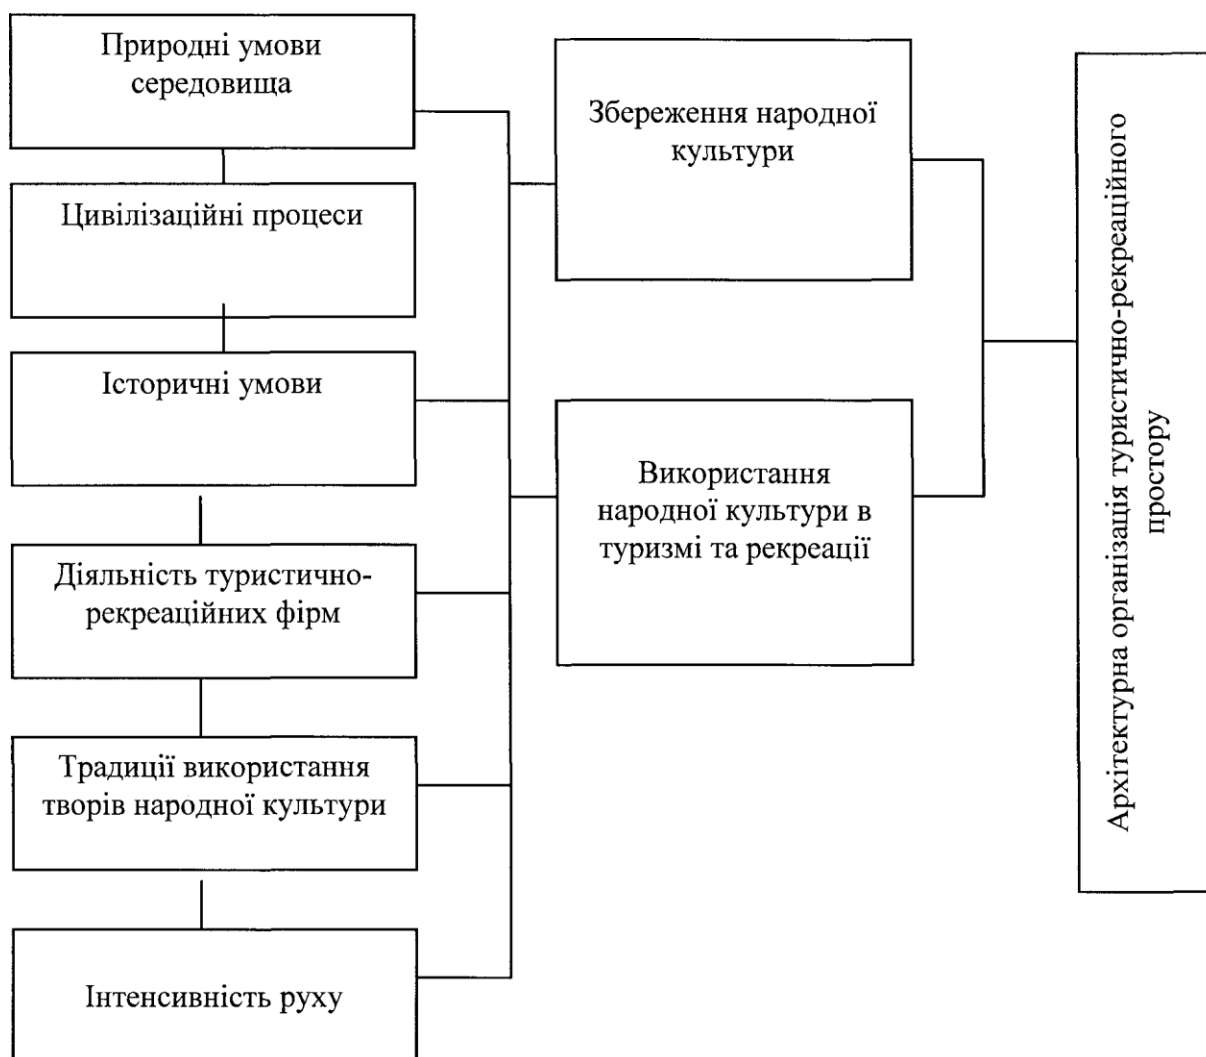 Природні умови
середовища
Цивілізаційні процеси
Історичні умови
Діяльність туристично-
рекреаційних фірм
Традиції використання
творів народної культури
Інтенсивність руху
Збереження народної
культури
Використання
народної культури в
туризмі та рекреації
Архітектурна організація туристично-рекреаційного
простору